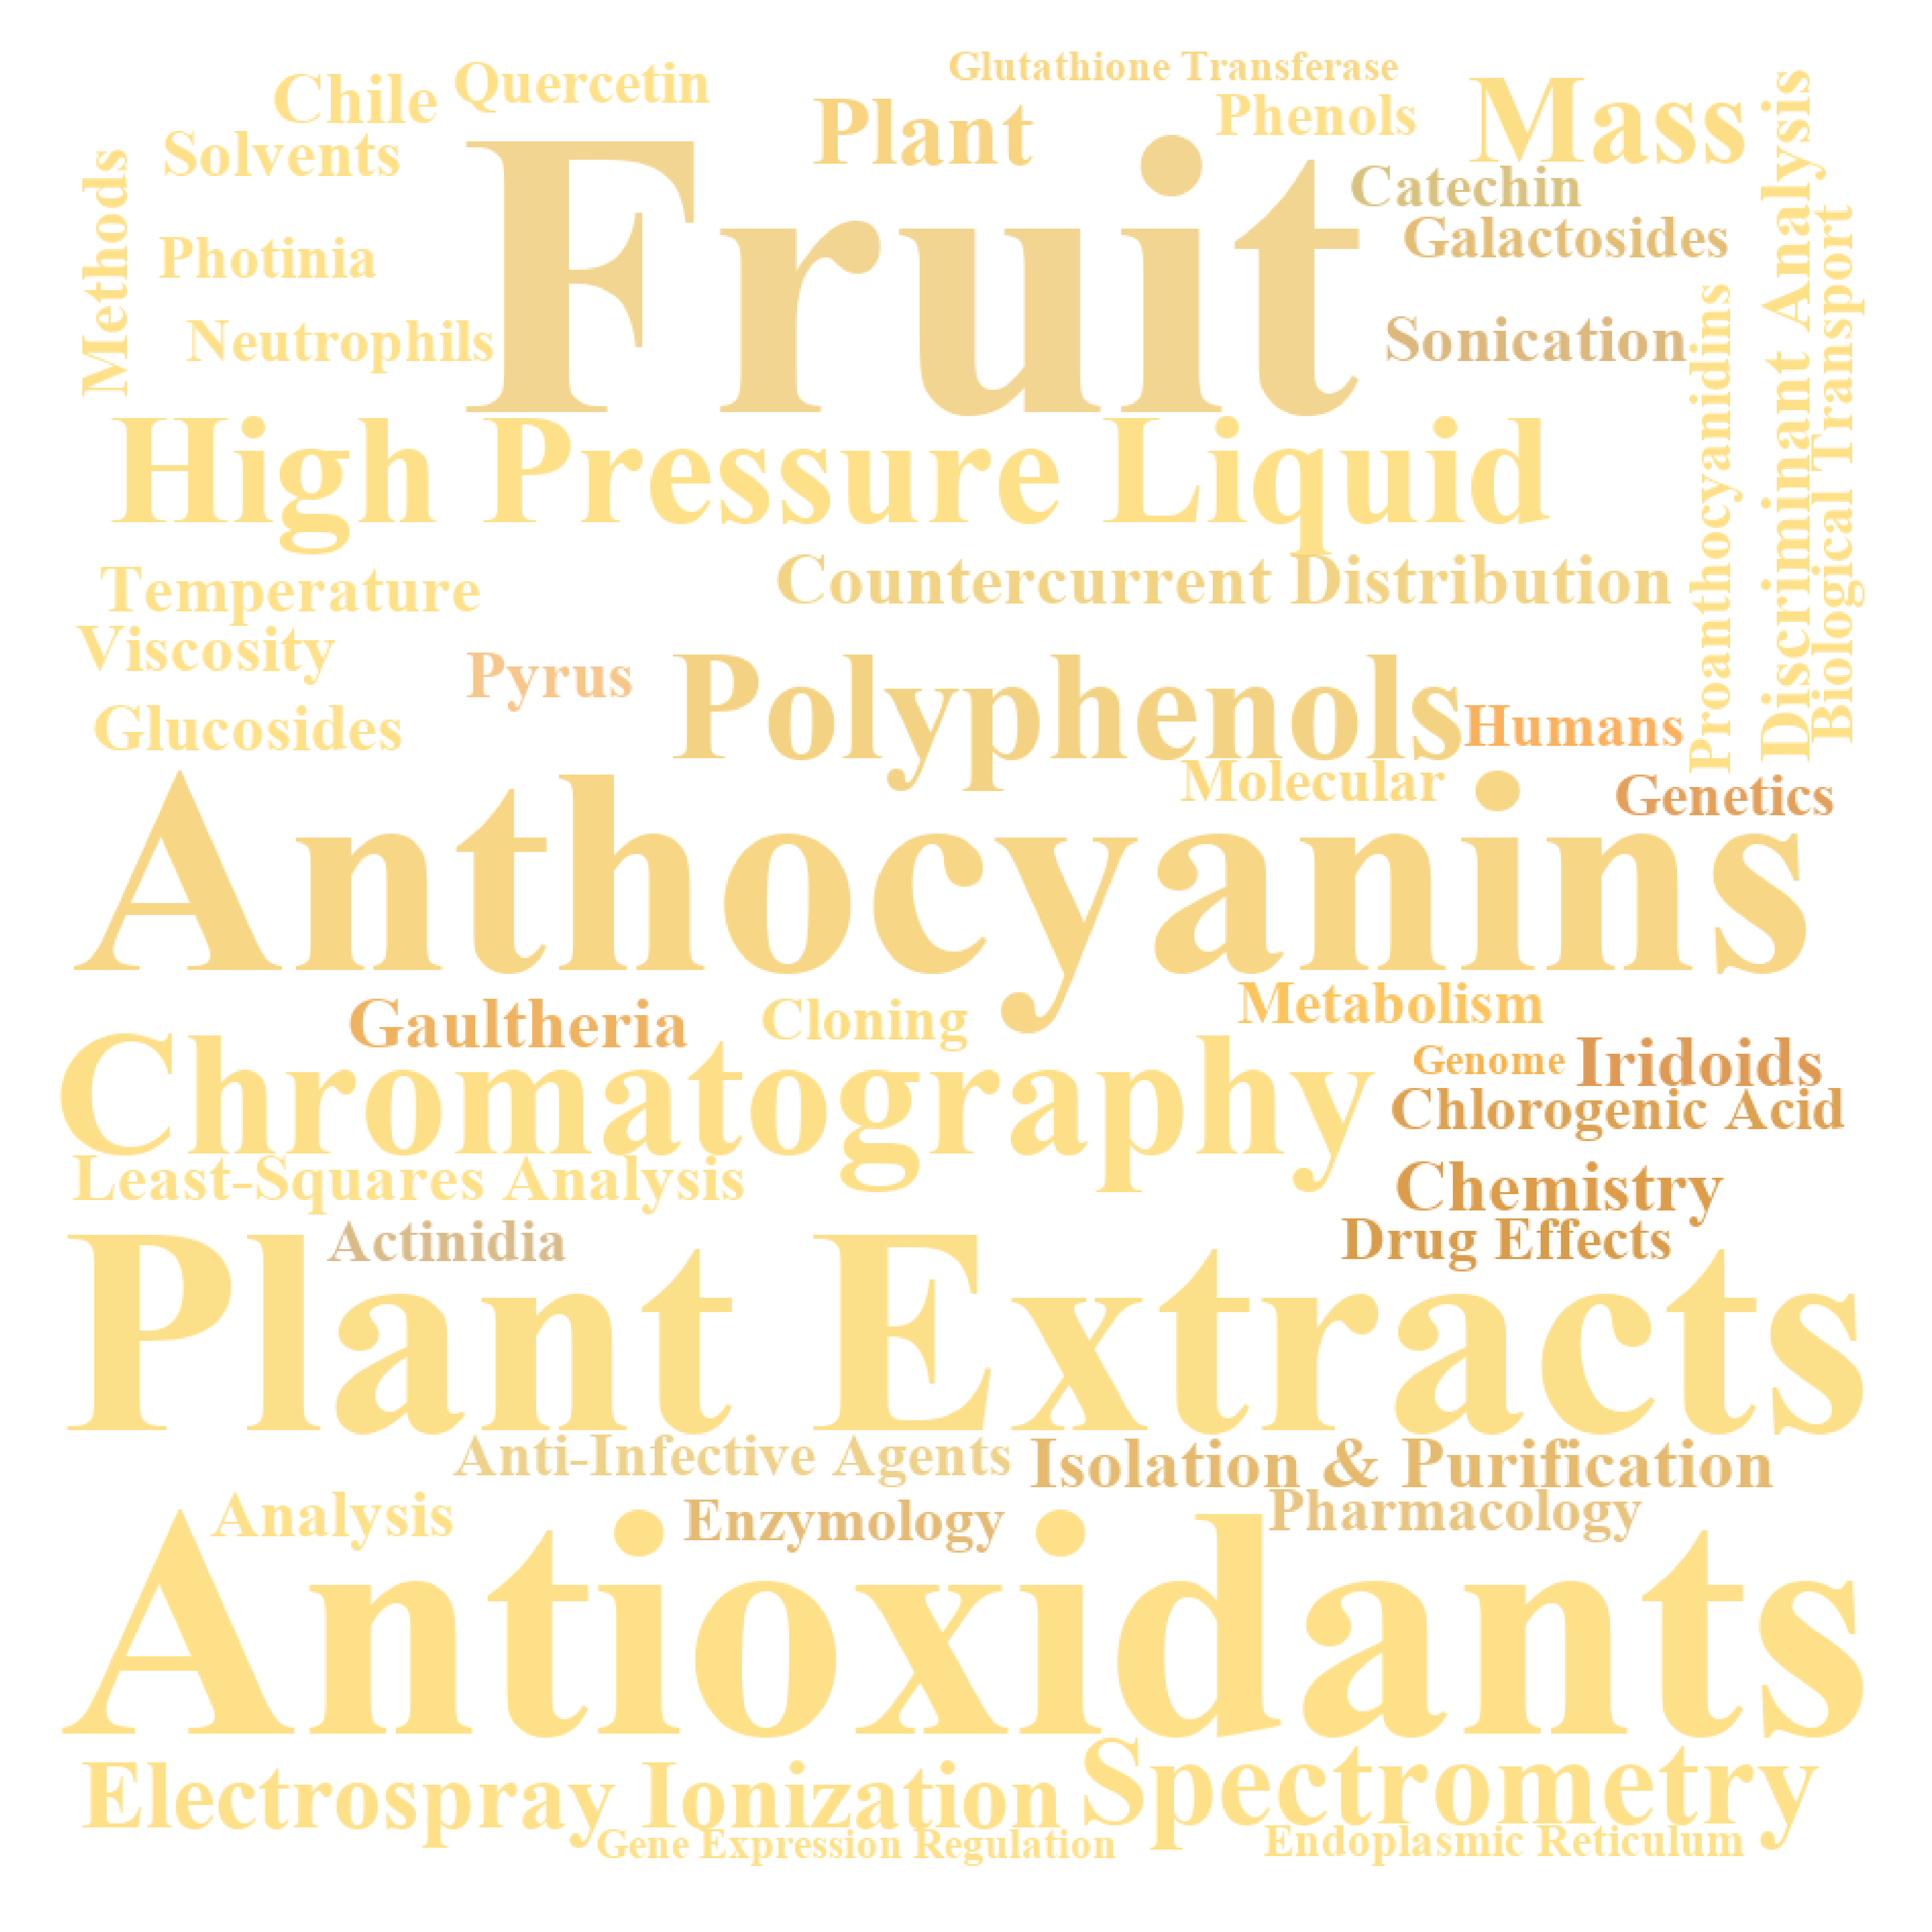 Glutathione Transferase
Quercetin
Chile
Plant
Phenols
Mass
Solvents
Fruit
Catechin
Methods
Photinia
Galactosides
Discriminant Analysis
Biological Transport
Neutrophils
Sonication
Proanthocyanidins
High Pressure Liquid
Temperature
Countercurrent Distribution
Viscosity
Pyrus
Polyphenols
Glucosides
Humans
Molecular
Genetics
Anthocyanins
Gaultheria
Cloning
Metabolism
Chromatography
Genome
Iridoids
Chlorogenic Acid
Least-Squares Analysis
Chemistry
Actinidia
Drug Effects
Plant Extracts
Anti-Infective Agents
Isolation & Purification
Analysis
Enzymology
Pharmacology
Antioxidants
Electrospray Ionization
Spectrometry
Gene Expression Regulation
Endoplasmic Reticulum